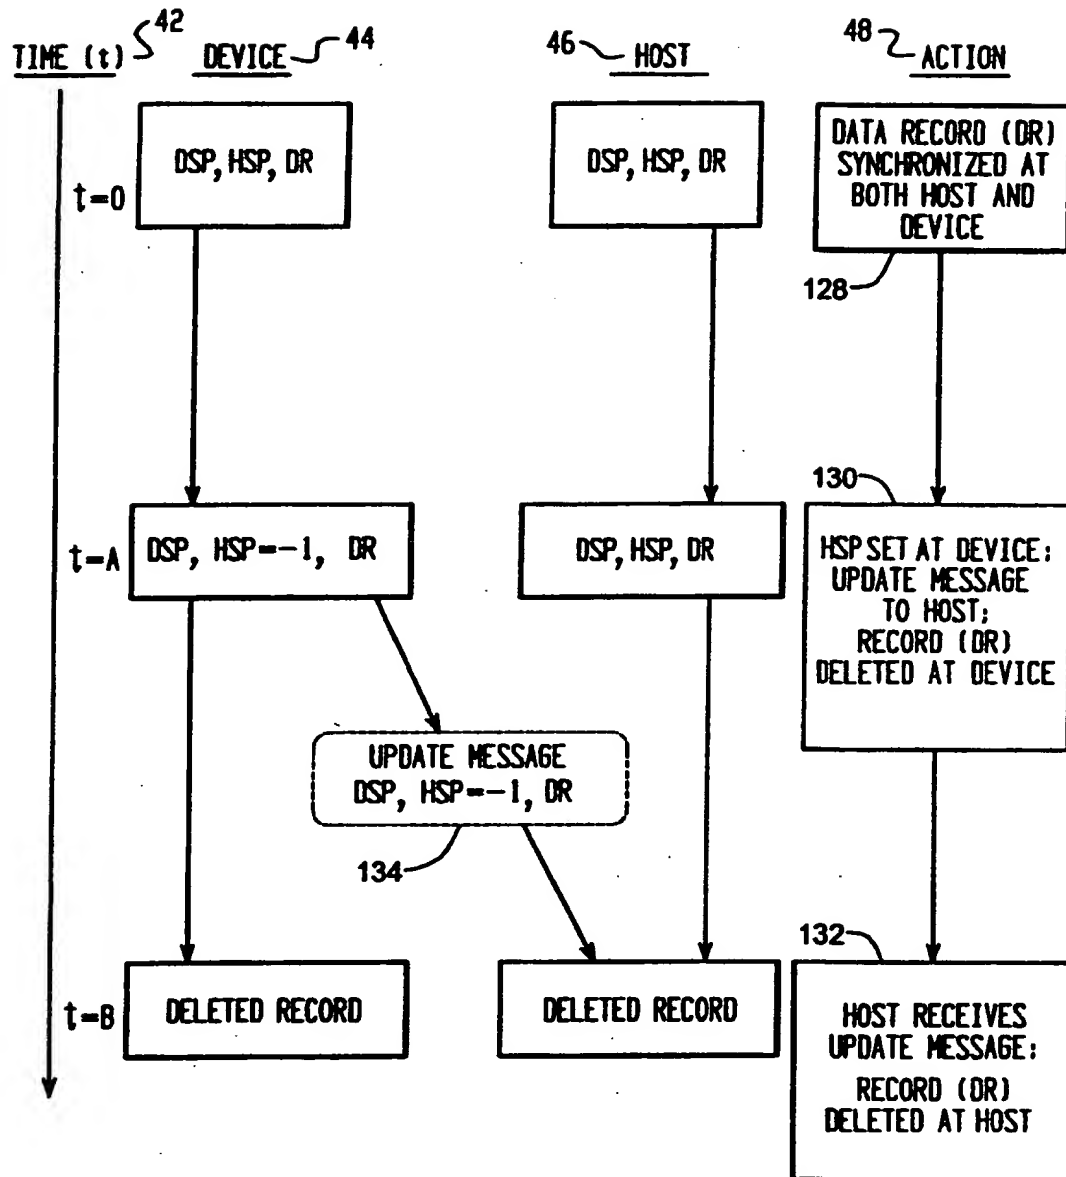 42
44
46
48
TIME (t)
DEVICE
HOST
ACTION
t=0
DSP, HSP, DR
DSP, HSP, DR
DATA RECORD (DR)
SYNCHRONIZED AT
BOTH HOST AND
DEVICE
128
130
t=A
DSP, HSP=-1, DR
DSP, HSP, DR
HSP SET AT DEVICE;
UPDATE MESSAGE
TO HOST;
RECORD (DR)
DELETED AT DEVICE
UPDATE MESSAGE
DSP, HSP=-1, DR
134
132
t=B
DELETED RECORD
DELETED RECORD
HOST RECEIVES
UPDATE MESSAGE:
RECORD (DR)
DELETED AT HOST